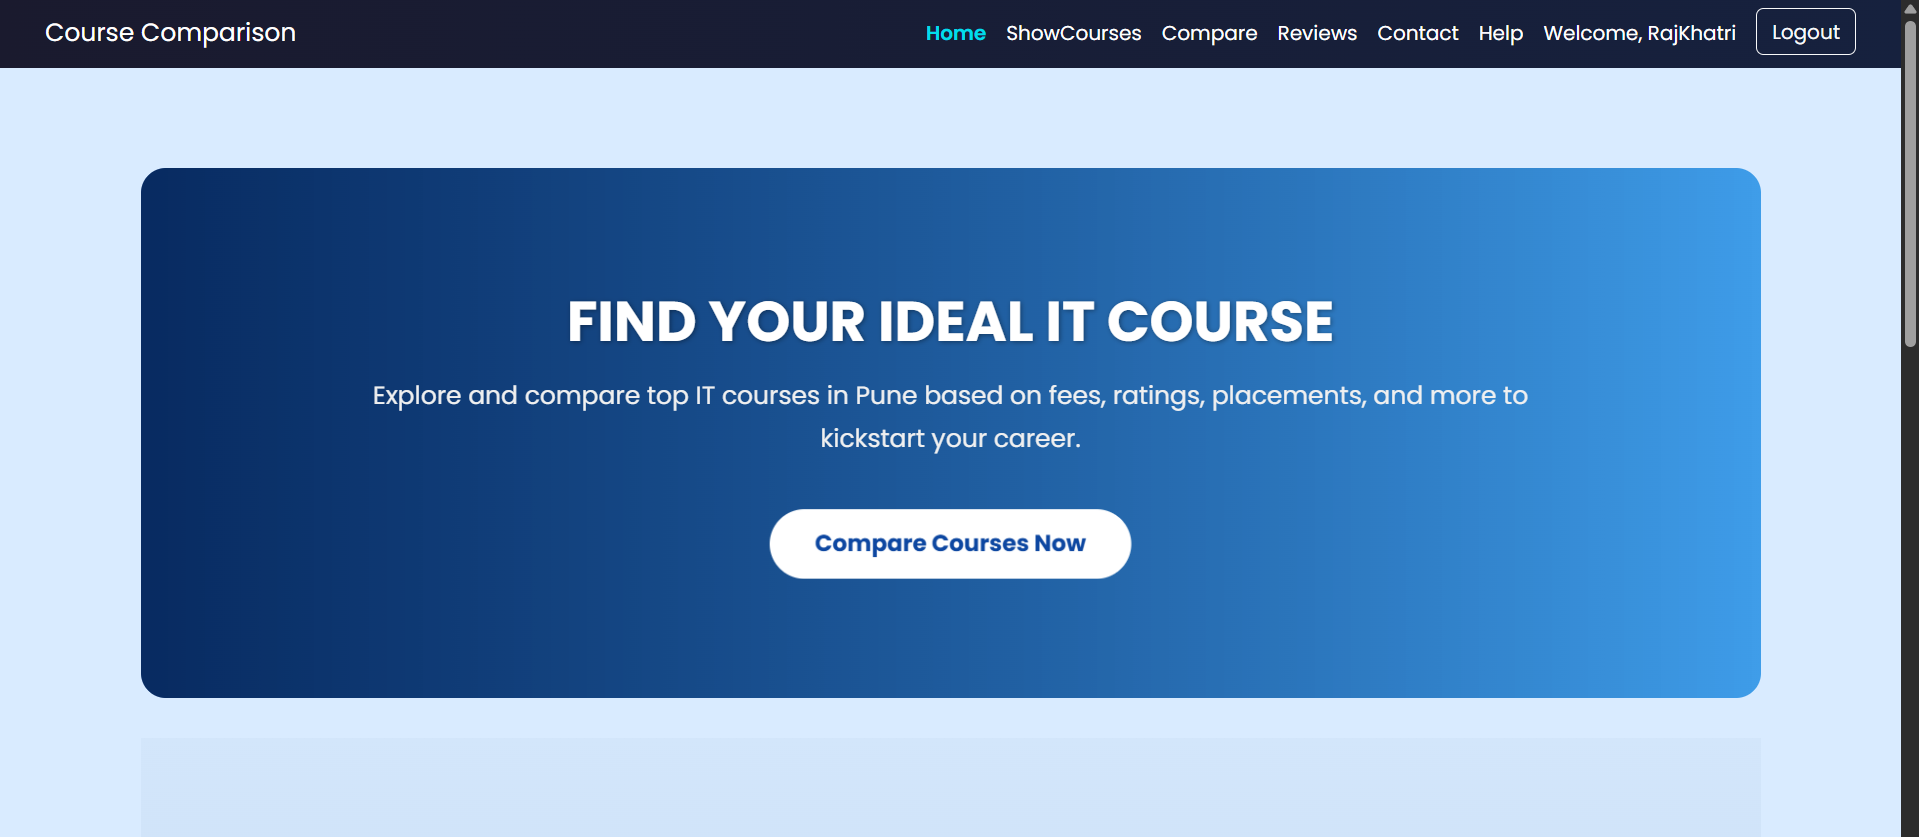 Course Comparison
Home ShowCourses Compare Reviews Contact Help Welcome, RajKhatri Logout
FIND YOUR IDEAL IT COURSE
Explore and compare top IT courses in Pune based on fees, ratings, placements, and more to
kickstart your career.
Compare Courses Now